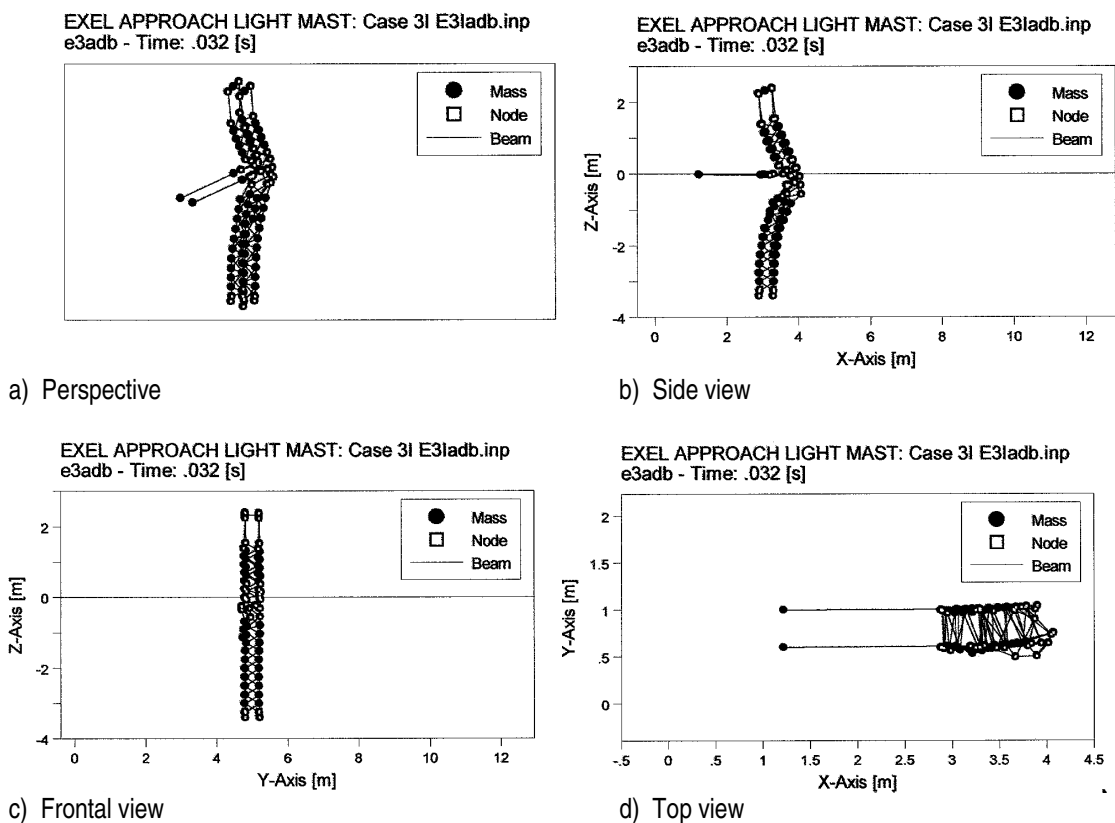 EXEL APPROACH LIGHT MAST: Case 3I E3Iadb.inp
e3adb - Time: .032 [s]
Mass
Node
Beam
a) Perspective
EXEL APPROACH LIGHT MAST: Case 3I E3Iadb.inp
e3adb - Time: .032 [s]
Mass
Node
Beam
Z-Axis [m]
2
0
-2
-4
0 2 4 6 8 10 12
X-Axis [m]
b) Side view
EXEL APPROACH LIGHT MAST: Case 3I E3Iadb.inp
e3adb - Time: .032 [s]
Mass
Node
Beam
Z-Axis [m]
2
0
-2
-4
0 2 4 6 8 10 12
Y-Axis [m]
c) Frontal view
EXEL APPROACH LIGHT MAST: Case 3I E3Iadb.inp
e3adb - Time: .032 [s]
Mass
Node
Beam
Y-Axis [m]
2
1.5
1
.5
0
-.5 0 .5 1 1.5 2 2.5 3 3.5 4 4.5
X-Axis [m]
d) Top view